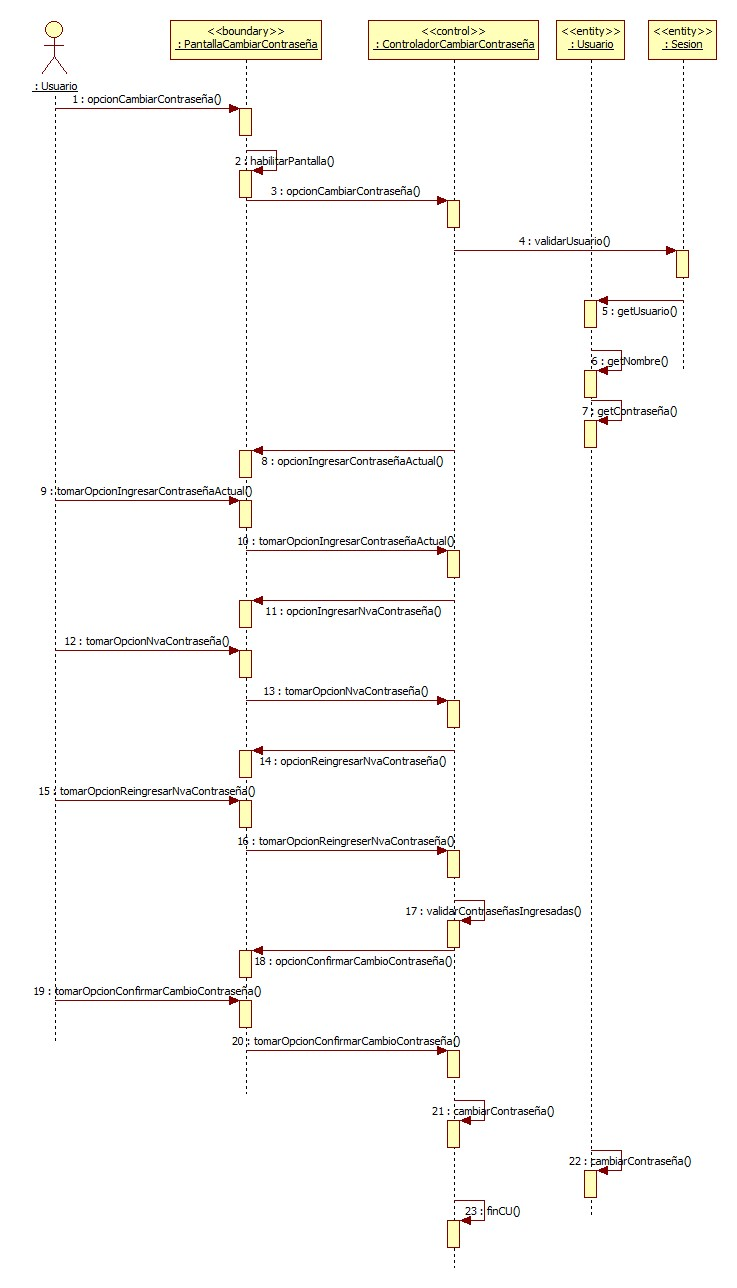 <<boundary>>
: PantallaCambiarContraseña
<<control>>
: ControladorCambiarContraseña
<<entity>>
: Usuario
<<entity>>
: Sesion
: Usuario
1 : opcionCambiarContraseña()
2 : habilitarPantalla()
3 : opcionCambiarContraseña()
4 : validarUsuario()
5 : getUsuario()
6 : getNombre()
7 : getContraseña()
8 : opcionIngresarContraseñaActual()
9 : tomarOpcionIngresarContraseñaActual()
10 : tomarOpcionIngresarContraseñaActual()
11 : opcionIngresarNvaContraseña()
12 : tomarOpcionNvaContraseña()
13 : tomarOpcionNvaContraseña()
14 : opcionReingresarNvaContraseña()
15 : tomarOpcionReingresarNvaContraseña()
16 : tomarOpcionReingreserNvaContraseña()
17 : validarContraseñasIngresadas()
18 : opcionConfirmarCambioContraseña()
19 : tomarOpcionConfirmarCambioContraseña()
20 : tomarOpcionConfirmarCambioContraseña()
21 : cambiarContraseña()
22 : cambiarContraseña()
23 : finCU()